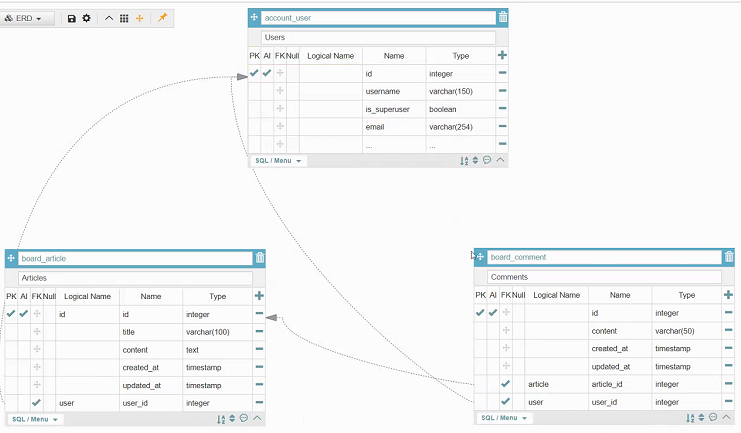 ERD
account_user
Users
PK AI FK Null Logical Name Name Type
id integer
username varchar(150)
is_superuser boolean
email varchar(254)
... ...
SQL / Menu
board_article
Articles
PK AI FK Null Logical Name Name Type
id id integer
title varchar(100)
content text
created_at timestamp
updated_at timestamp
user user_id integer
SQL / Menu
board_comment
Comments
PK AI FK Null Logical Name Name Type
id integer
content varchar(50)
created_at timestamp
updated_at timestamp
article article_id integer
user user_id integer
SQL / Menu